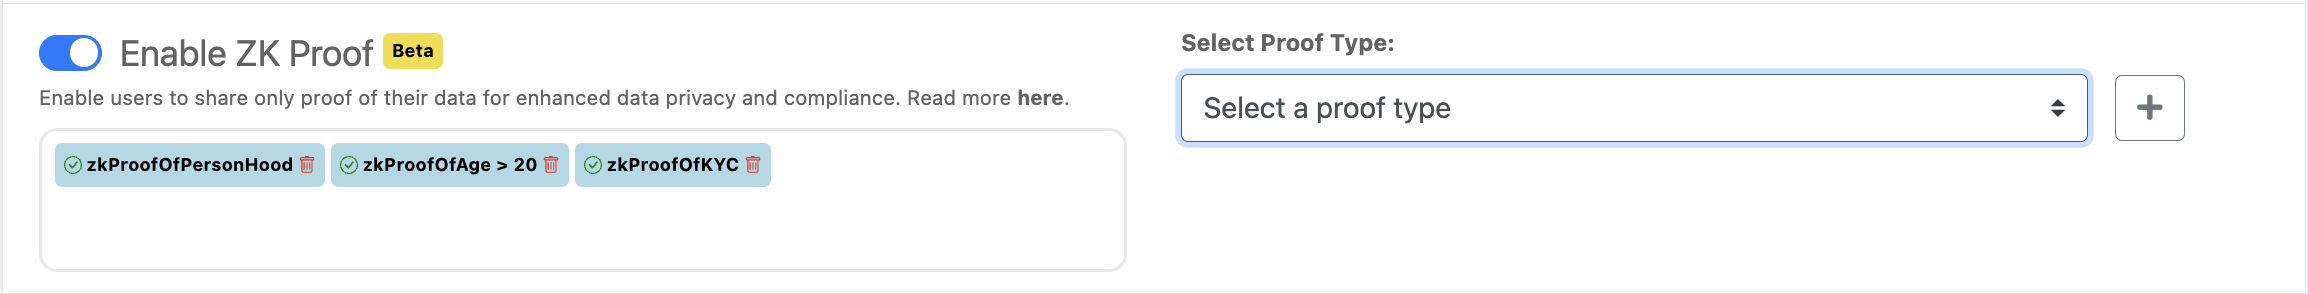 Enable ZK Proof Beta
Enable users to share only proof of their data for enhanced data privacy and compliance. Read more here.
zkProofOfPersonHood zkProofOfAge > 20 zkProofOfKYC
Select Proof Type:
Select a proof type